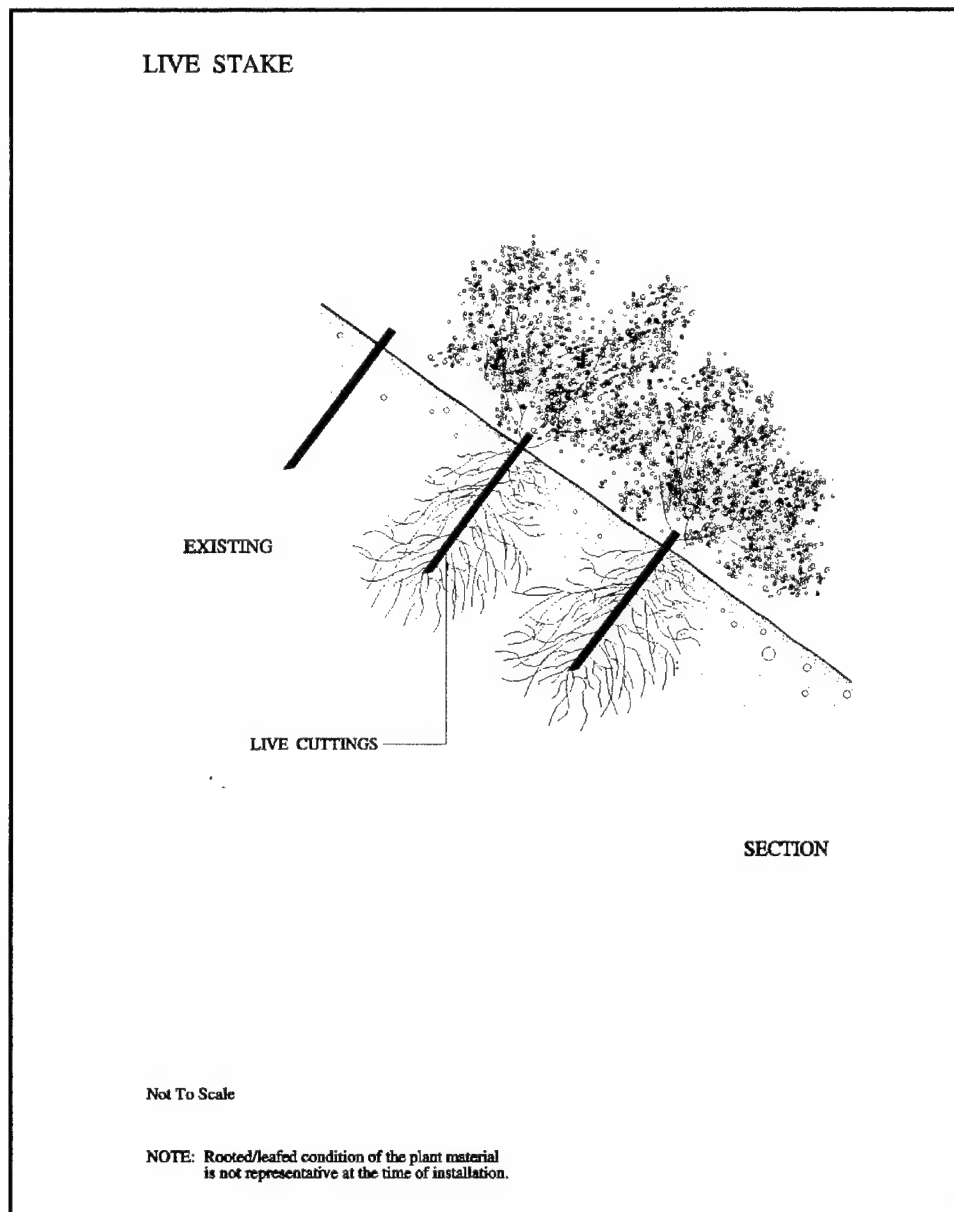 LIVE STAKE
EXISTING
LIVE CUTTINGS
SECTION
Not To Scale
NOTE: Rooted/leafed condition of the plant material
is not representative at the time of installation.